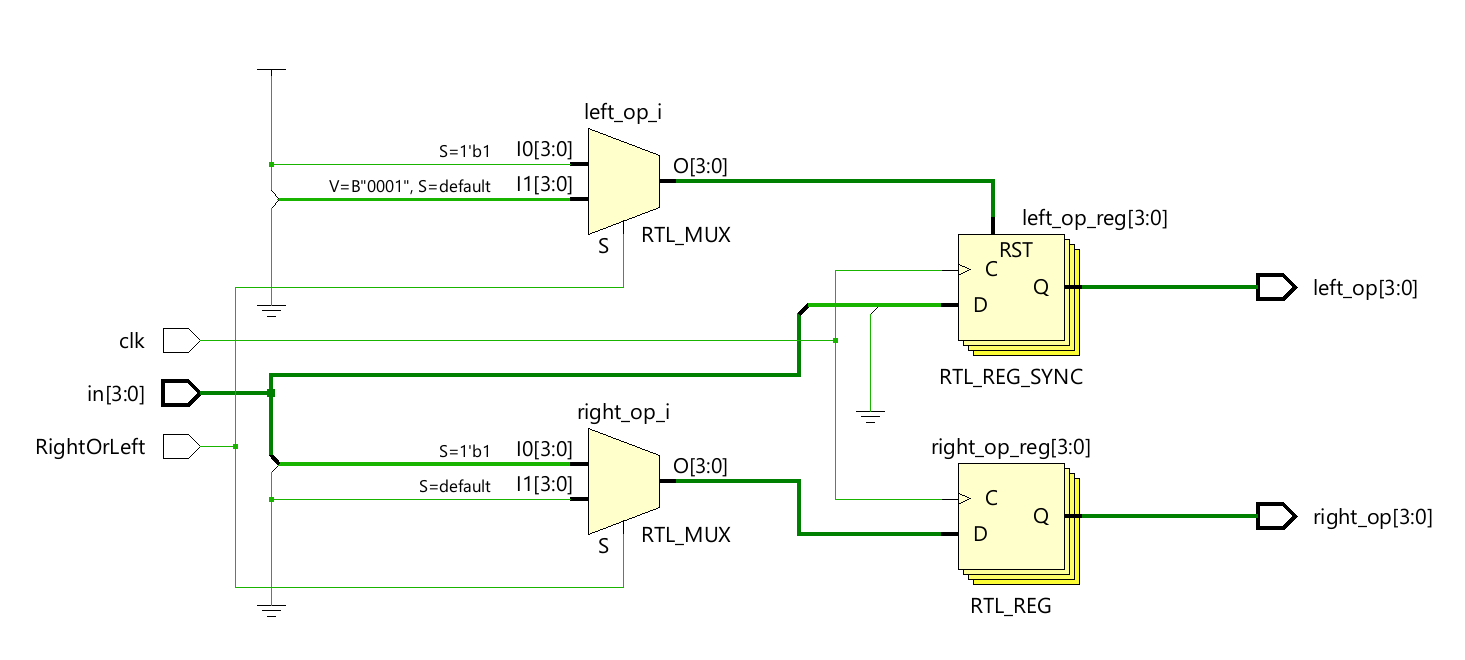 left_op_i
S=1'b1 I0[3:0]
O[3:0]
V=B"0001", S=default I1[3:0]
S
RTL_MUX
left_op_reg[3:0]
RST
C
Q
D
left_op[3:0]
RTL_REG_SYNC
clk
in[3:0]
RightOrLeft
right_op_i
S=1'b1 I0[3:0]
O[3:0]
S=default I1[3:0]
S
RTL_MUX
right_op_reg[3:0]
C
Q
D
right_op[3:0]
RTL_REG